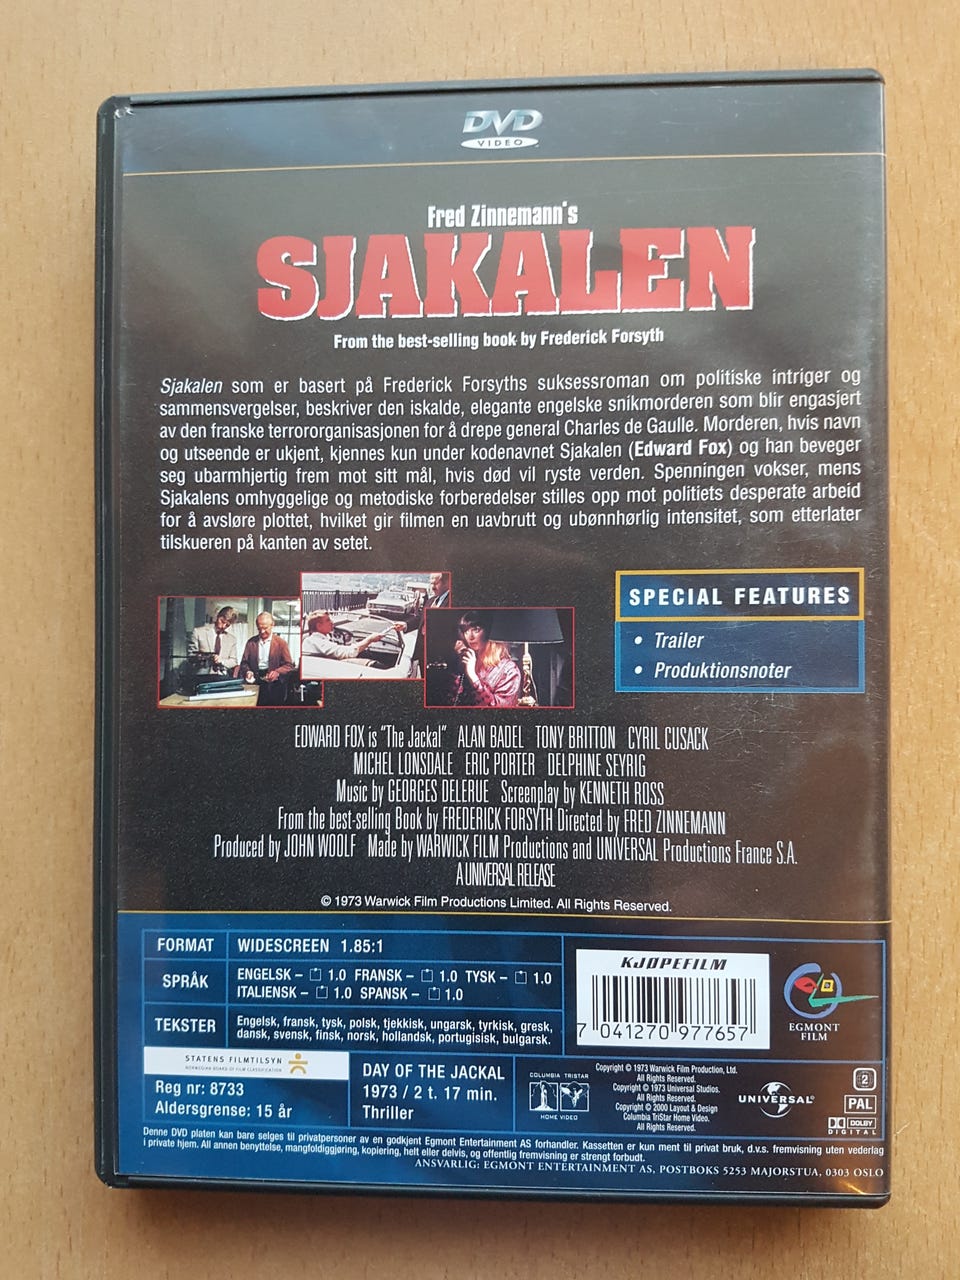 DVD
VIDEO
Fred Zinnemann's
SJAKALEN
From the best-selling book by Frederick Forsyth
Sjakalen som er basert på Frederick Forsyths suksessroman om politiske intriger og
sammensvergelser, beskriver den iskalde, elegante engelske snikmorderen som blir engasjert
av den franske terrororganisasjonen for å drepe general Charles de Gaulle. Morderen, hvis navn
og utseende er ukjent, kjennes kun under kodenavnet Sjakalen (Edward Fox) og han beveger
seg ubarmhjertig frem mot sitt mål, hvis død vil ryste verden. Spenningen vokser, mens
Sjakalens omhyggelige og metodiske forberedelser stilles opp mot politiets desperate arbeid
for å avsløre plottet, hvilket gir filmen en uavbrutt og ubønnhørlig intensitet, som etterlater
tilskueren på kanten av setet.
SPECIAL FEATURES
• Trailer
• Produktionsnoter
EDWARD FOX is "The Jackal" ALAN BADEL TONY BRITTON CYRIL CUSACK
MICHEL LONSDALE ERIC PORTER DELPHINE SEYRIG
Music by GEORGES DELERUE Screenplay by KENNETH ROSS
From the best-selling Book by FREDERICK FORSYTH Directed by FRED ZINNEMANN
Produced by JOHN WOOLF Made by WARWICK FILM Productions and UNIVERSAL Productions France S.A.
A UNIVERSAL RELEASE
© 1973 Warwick Film Productions Limited. All Rights Reserved.
FORMAT WIDESCREEN 1.85:1
SPRÅK ENGELSK – 1.0 FRANSK – 1.0 TYSK – 1.0
ITALIENSK – 1.0 SPANSK – 1.0
TEKSTER Engelsk, fransk, tysk, polsk, tjekkisk, ungarsk, tyrkisk, gresk,
dansk, svensk, finsk, norsk, hollandsk, portugisisk, bulgarsk.
KJØPEFILM
7 041270 977657
EGMONT
FILM
STATENS FILMTILSYN
NORWEGIAN BOARD OF FILM CLASSIFICATION
Reg nr: 8733
Aldersgrense: 15 år
DAY OF THE JACKAL
1973 / 2 t. 17 min.
Thriller
COLUMBIA TRISTAR
HOME VIDEO
Copyright © 1973 Warwick Film Production, Ltd.
All Rights Reserved.
Copyright © 1973 Universal Studios.
All Rights Reserved.
Copyright © 2000 Layout & Design
Columbia TriStar Home Video.
All Rights Reserved.
UNIVERSAL®
2
PAL
DOLBY
DIGITAL
Denne DVD platen kan bare selges til privatpersoner av en godkjent Egmont Entertainment AS forhandler. Kassetten er kun ment til privat bruk, d.v.s. fremvisning uten vederlag
i private hjem. All annen benyttelse, mangfoldiggjøring, kopiering, helt eller delvis, og offentlig fremvisning er strengt forbudt.
ANSVARLIG: EGMONT ENTERTAINMENT AS, POSTBOKS 5253 MAJORSTUA, 0303 OSLO